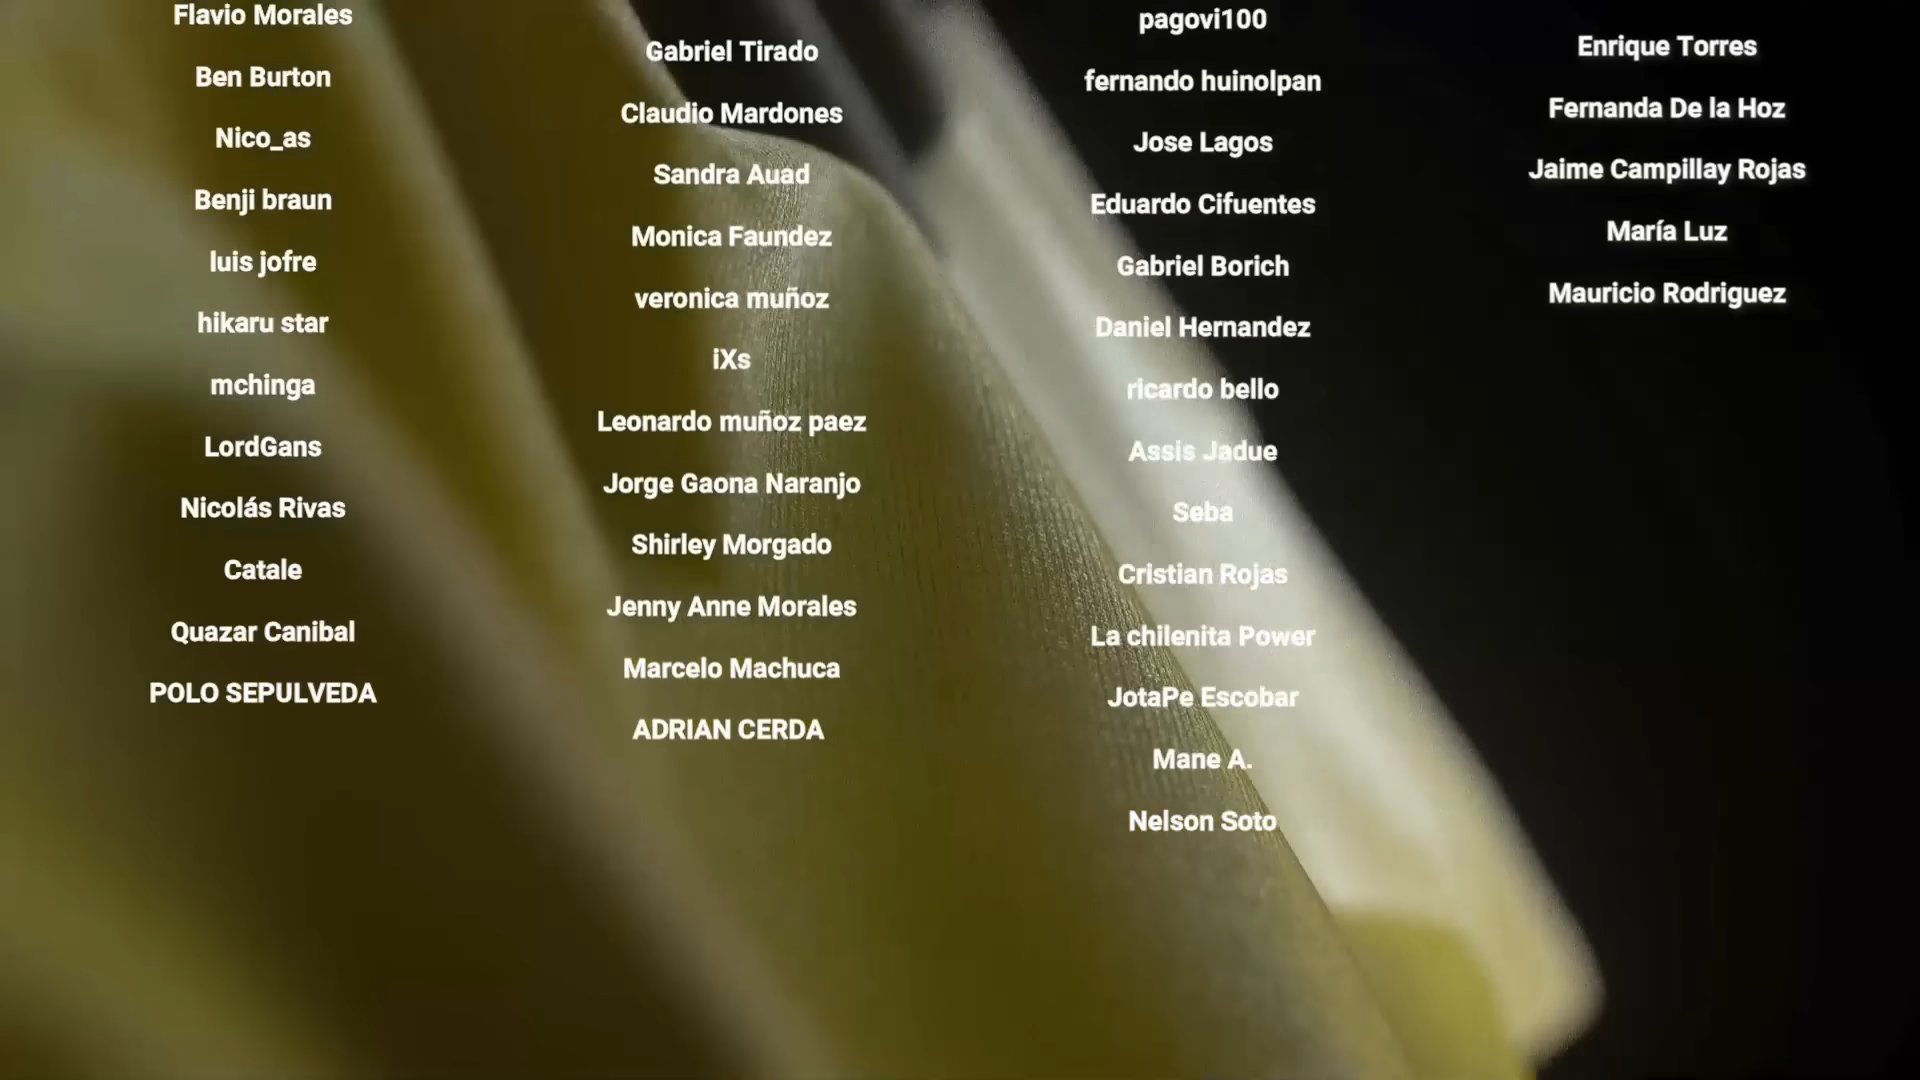 Flavio Morales
Ben Burton
Nico_as
Benji braun
luis jofre
hikaru star
mchinga
LordGans
Nicolás Rivas
Catale
Quazar Canibal
POLO SEPULVEDA
Gabriel Tirado
Claudio Mardones
Sandra Auad
Monica Faundez
veronica muñoz
iXs
Leonardo muñoz paez
Jorge Gaona Naranjo
Shirley Morgado
Jenny Anne Morales
Marcelo Machuca
ADRIAN CERDA
pagovi100
fernando huinolpan
Jose Lagos
Eduardo Cifuentes
Gabriel Borich
Daniel Hernandez
ricardo bello
Assis Jadue
Seba
Cristian Rojas
La chilenita Power
JotaPe Escobar
Mane A.
Nelson Soto
Enrique Torres
Fernanda De la Hoz
Jaime Campillay Rojas
María Luz
Mauricio Rodriguez